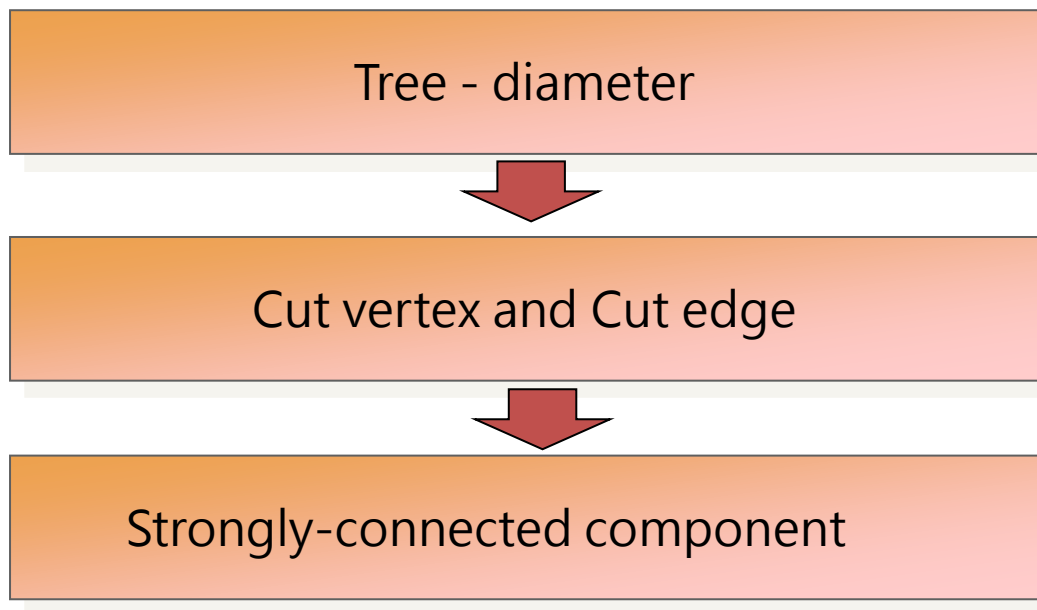 Tree - diameter
Cut vertex and Cut edge
Strongly-connected component